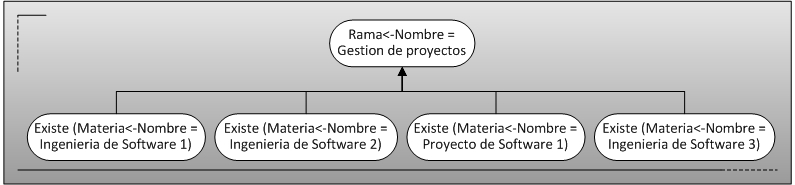 Rama<-Nombre =
Gestion de proyectos
Existe (Materia<-Nombre =
Ingenieria de Software 1)
Existe (Materia<-Nombre =
Ingenieria de Software 2)
Existe (Materia<-Nombre =
Proyecto de Software 1)
Existe (Materia<-Nombre =
Ingenieria de Software 3)